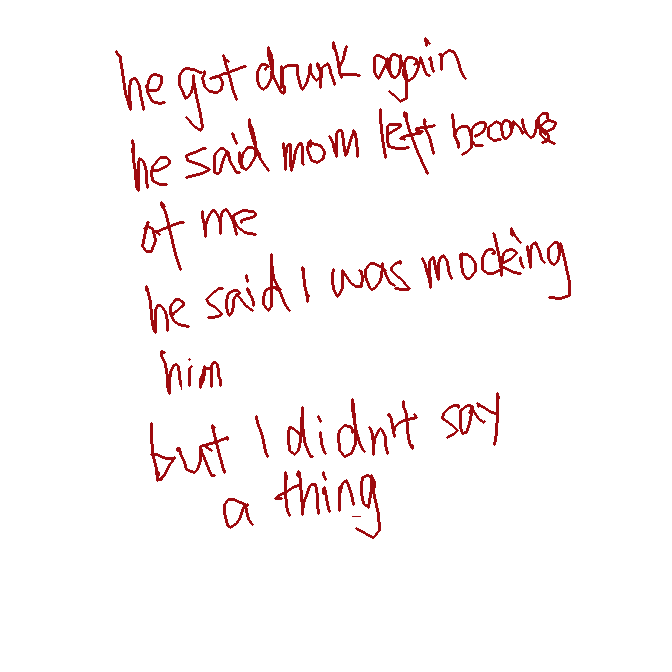 he got drunk again
he said mom left because
of me
he said I was mocking
him
but I didn't say
a thing